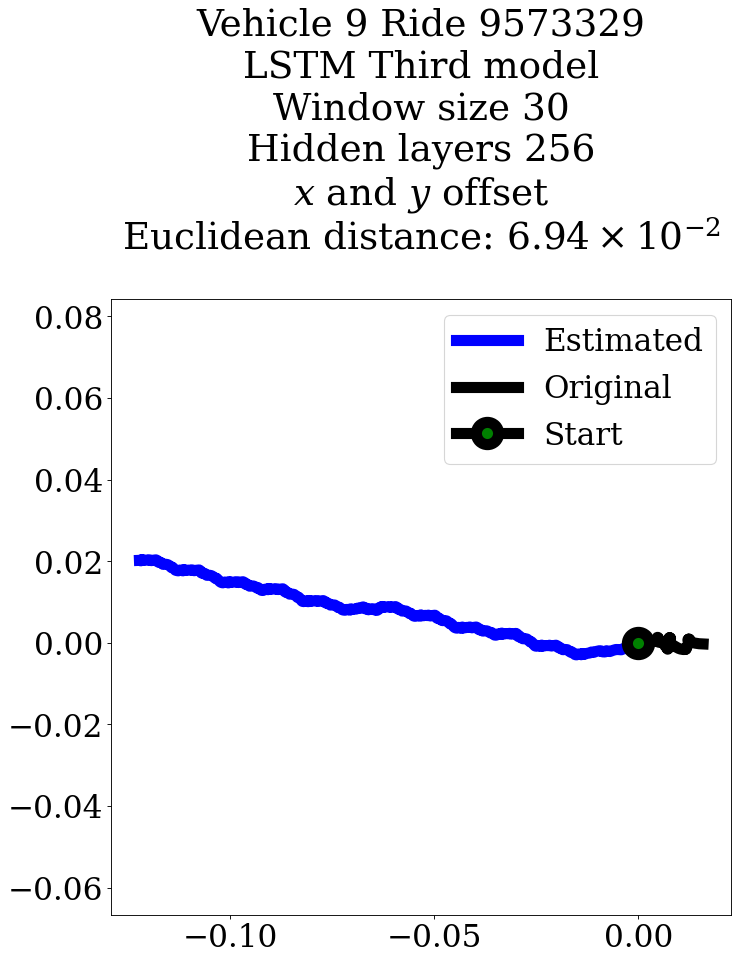 Vehicle 9 Ride 9573329
LSTM Third model
Window size 30
Hidden layers 256
x and y offset
Euclidean distance: 6.94 × 10⁻²
Estimated
Original
Start
0.08
0.06
0.04
0.02
0.00
−0.02
−0.04
−0.06
−0.10
−0.05
0.00